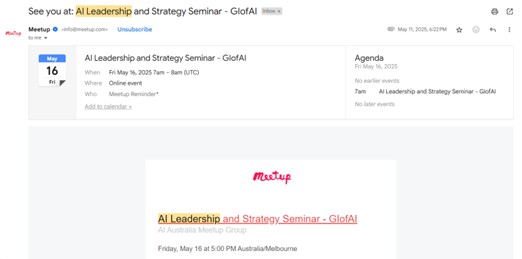 See you at: AI Leadership and Strategy Seminar - GlofAI Inbox ×
Meetup <info@meetup.com> Unsubscribe May 11, 2025, 6:22 PM
to me
May
16
Fri
AI Leadership and Strategy Seminar - GlofAI
When Fri May 16, 2025 7am – 8am (UTC)
Where Online event
Who Meetup Reminder*
Add to calendar »
Agenda
Fri May 16, 2025
No earlier events
7am AI Leadership and Strategy Seminar - GlofAI
No later events
Meetup
AI Leadership and Strategy Seminar - GlofAI
AI Australia Meetup Group
Friday, May 16 at 5:00 PM Australia/Melbourne